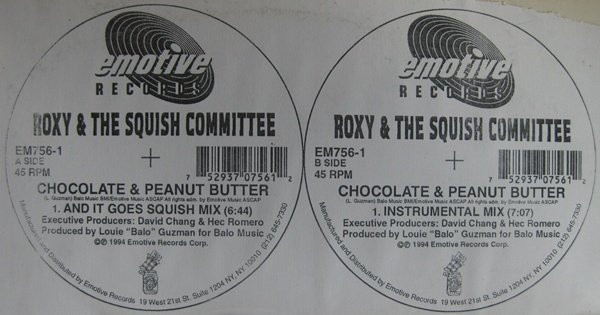 emotive
RECORDS
ROXY & THE SQUISH COMMITTEE
EM756-1
A SIDE
45 RPM
7 52937 07561 2
CHOCOLATE & PEANUT BUTTER
(L. Guzman) Balo Music BMI/Emotive Music ASCAP All rights adm. by Emotive Music ASCAP
1. AND IT GOES SQUISH MIX (6:44)
Executive Producers: David Chang & Hec Romero
Produced by Louie "Balo" Guzman for Balo Music
©℗ 1994 Emotive Records Corp.
Manufactured and Distributed by Emotive Records 19 West 21st St. Suite 1204 NY, NY 10010 (212) 645-7330
emotive
RECORDS
ROXY & THE SQUISH COMMITTEE
EM756-1
B SIDE
45 RPM
7 52937 07561 2
CHOCOLATE & PEANUT BUTTER
(L. Guzman) Balo Music BMI/Emotive Music ASCAP All rights adm. by Emotive Music ASCAP
1. INSTRUMENTAL MIX (7:07)
Executive Producers: David Chang & Hec Romero
Produced by Louie "Balo" Guzman for Balo Music
©℗ 1994 Emotive Records Corp.
Manufactured and Distributed by Emotive Records 19 West 21st St. Suite 1204 NY, NY 10010 (212) 645-7330